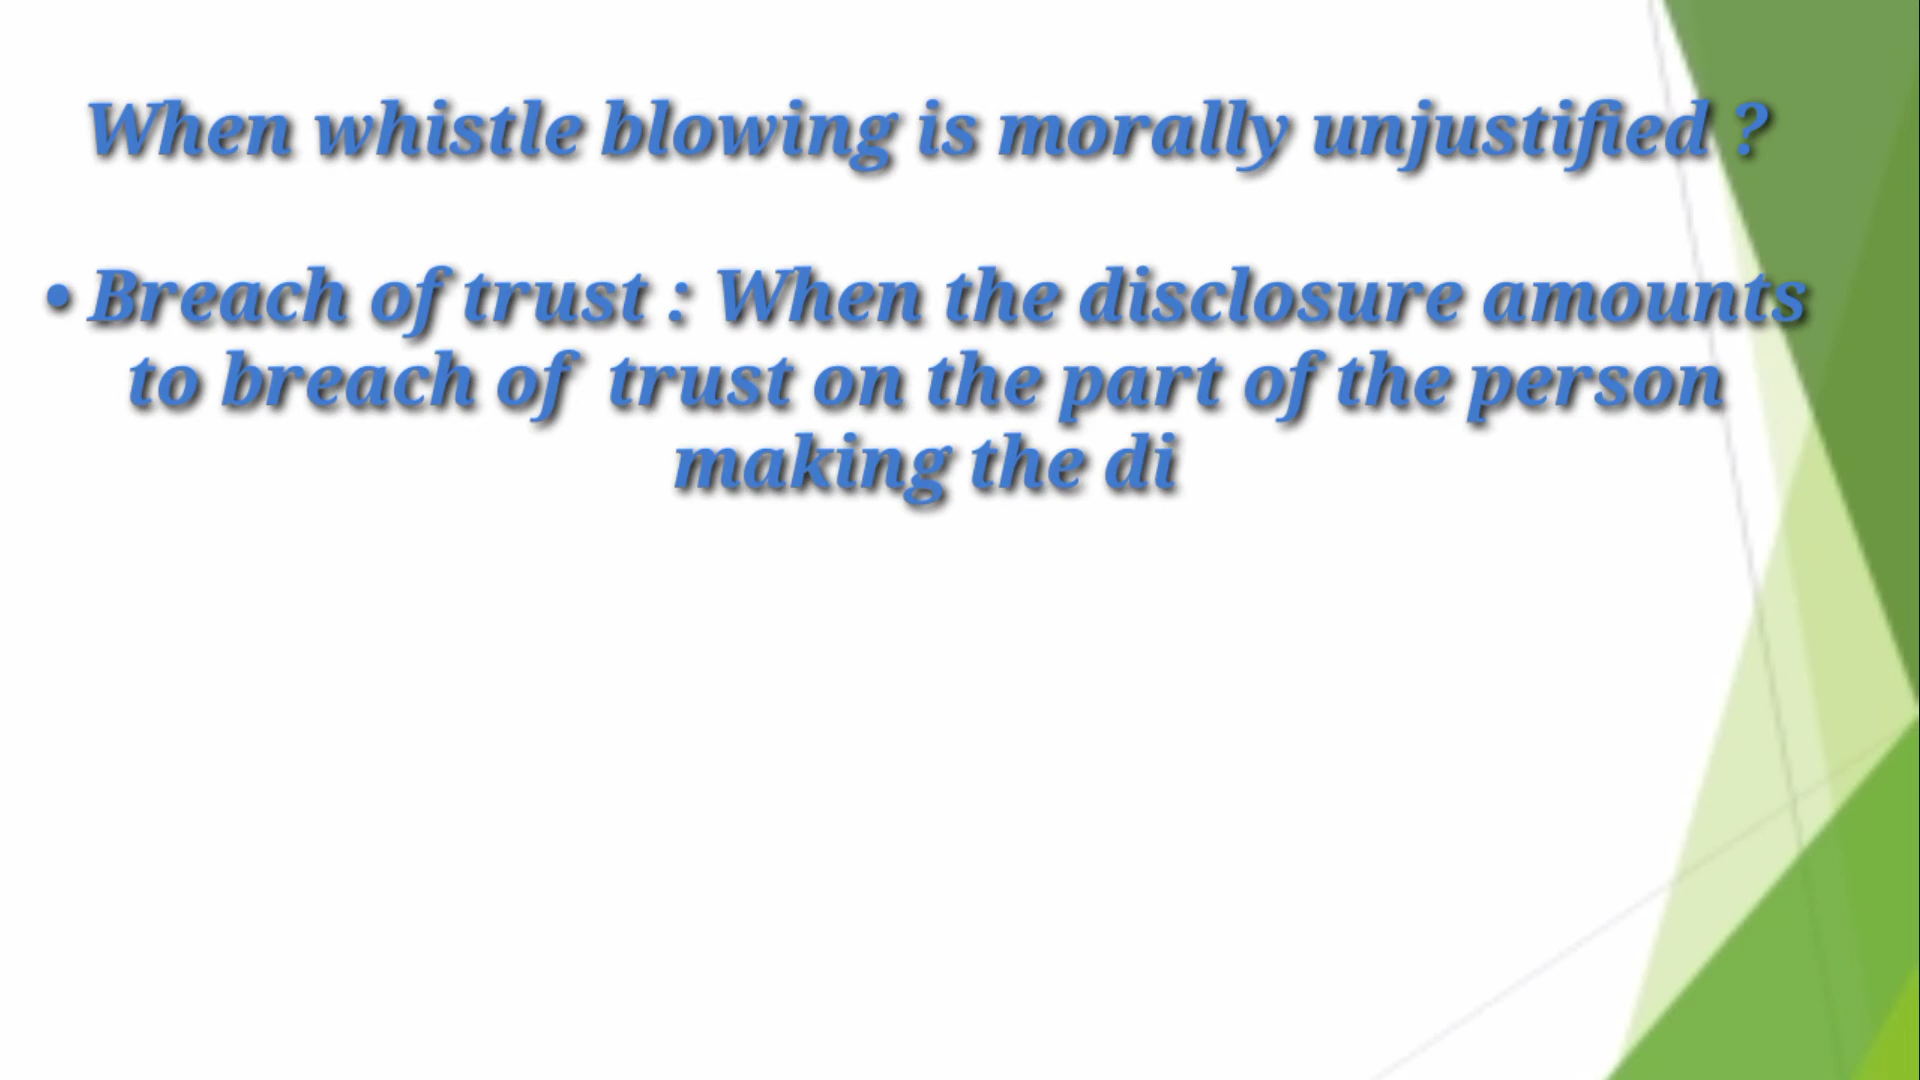 When whistle blowing is morally unjustified ?
• Breach of trust : When the disclosure amounts
to breach of trust on the part of the person
making the di